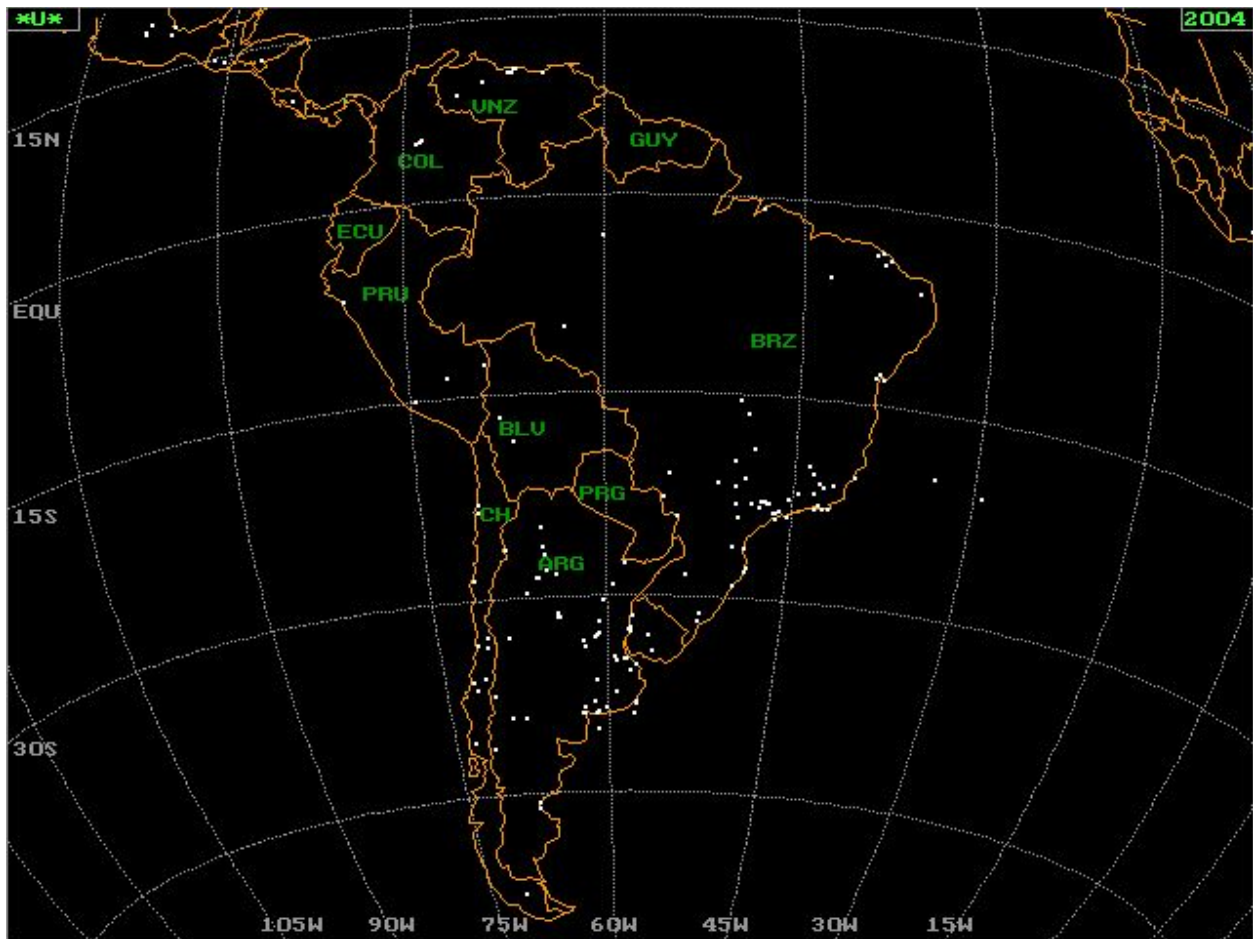 *U*
2004
VNZ
15N
GUY
COL
ECU
PRU
EQU
BRZ
BLV
PRG
15S
CH
ARG
30S
105W 90W 75W 60W 45W 30W 15W